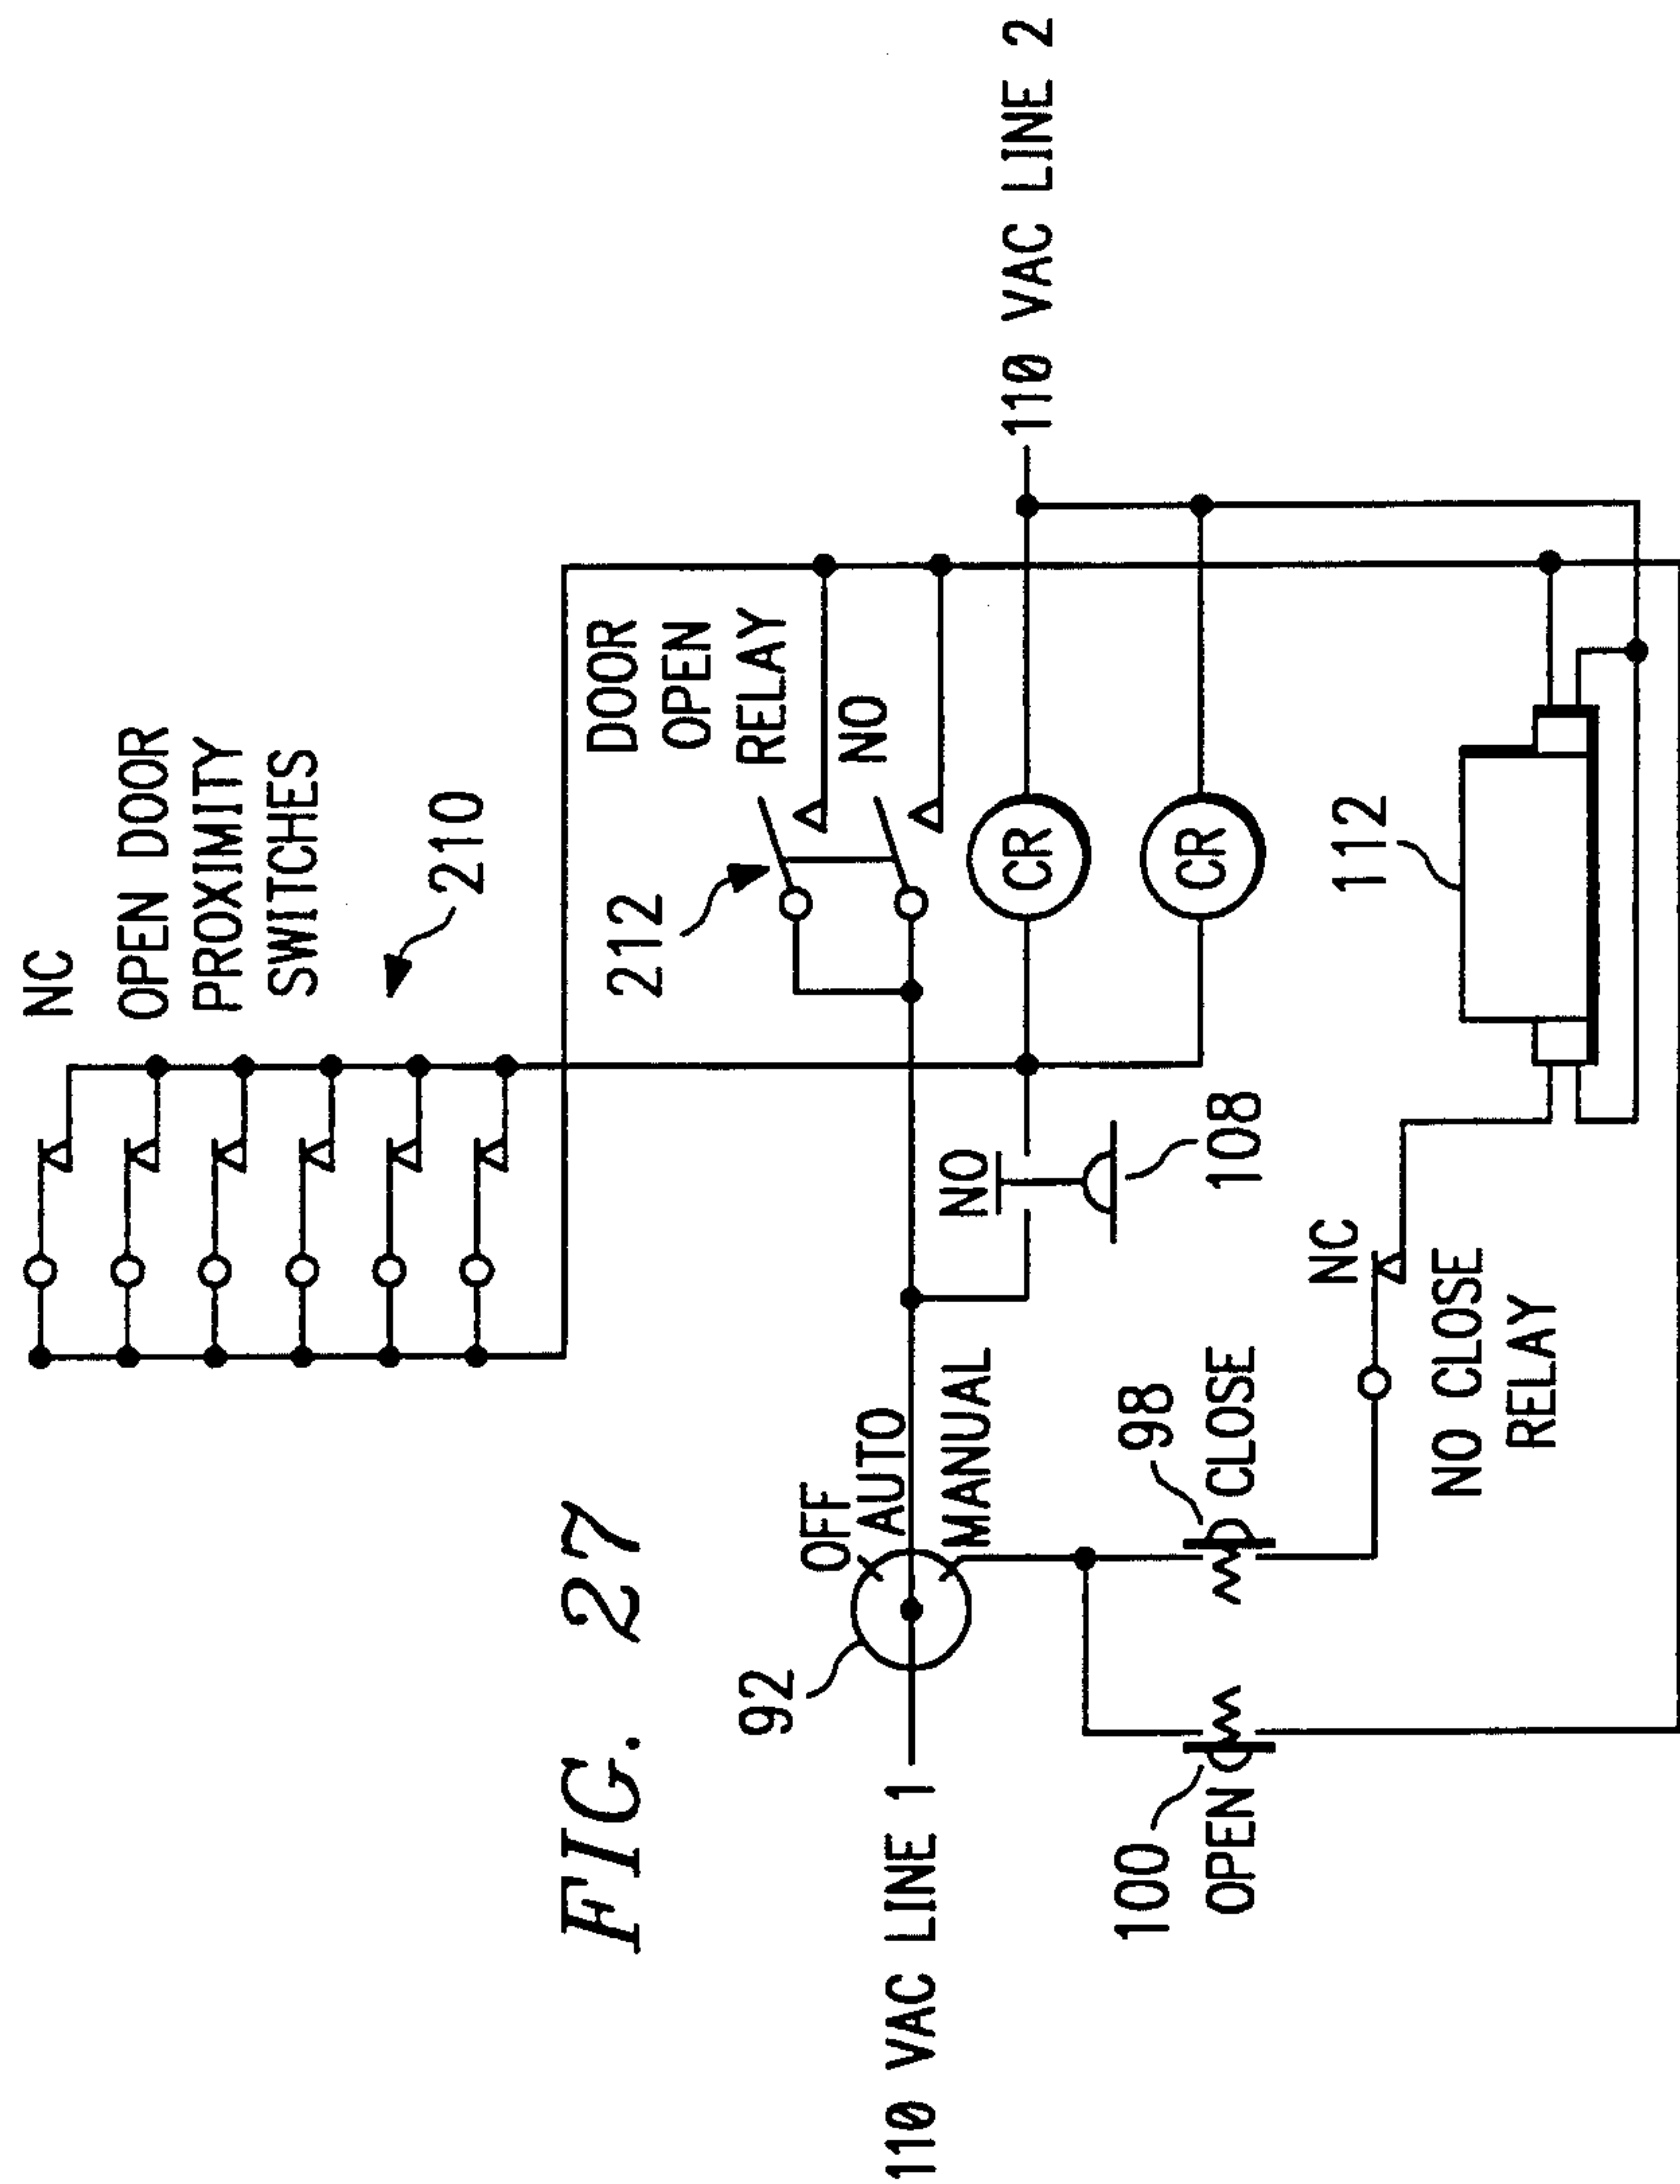 NC
OPEN DOOR
PROXIMITY
SWITCHES
210
DOOR
OPEN
RELAY
NO
212
110 VAC LINE 2
CR
CR
112
FIG. 27
OFF
AUTO
MANUAL
92
110 VAC LINE 1
NO
108
98
CLOSE
100
OPEN
NC
NO CLOSE
RELAY